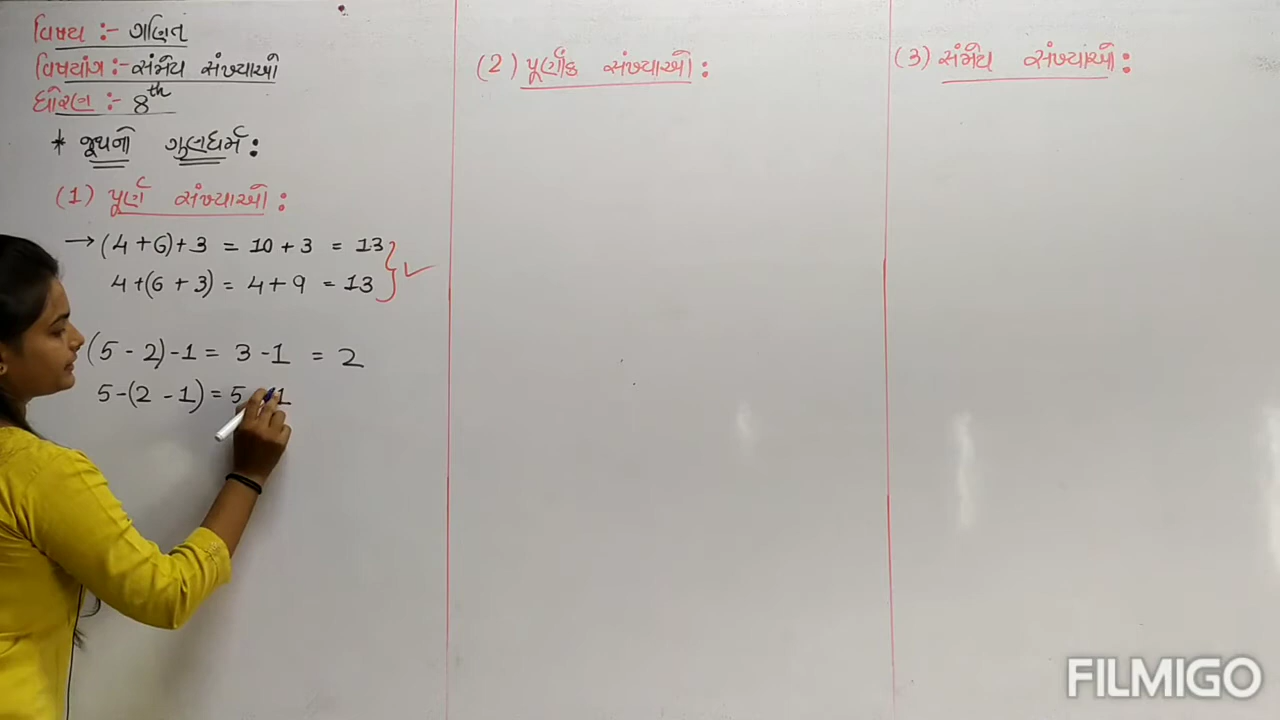 વિષય :- ગણિત
વિષયાંગ :- સંમેય સંખ્યાઓ
ધોરણ :- 8th
* જૂથનો ગુણધર્મ :
(1) પૂર્ણ સંખ્યાઓ :
→ (4 + 6) + 3 = 10 + 3 = 13
4 + (6 + 3) = 4 + 9 = 13
(5 - 2) - 1 = 3 - 1 = 2
5 - (2 - 1) = 5 - 1
(2) પૂર્ણાંક સંખ્યાઓ :
(3) સંમેય સંખ્યાઓ :
FILMIGO